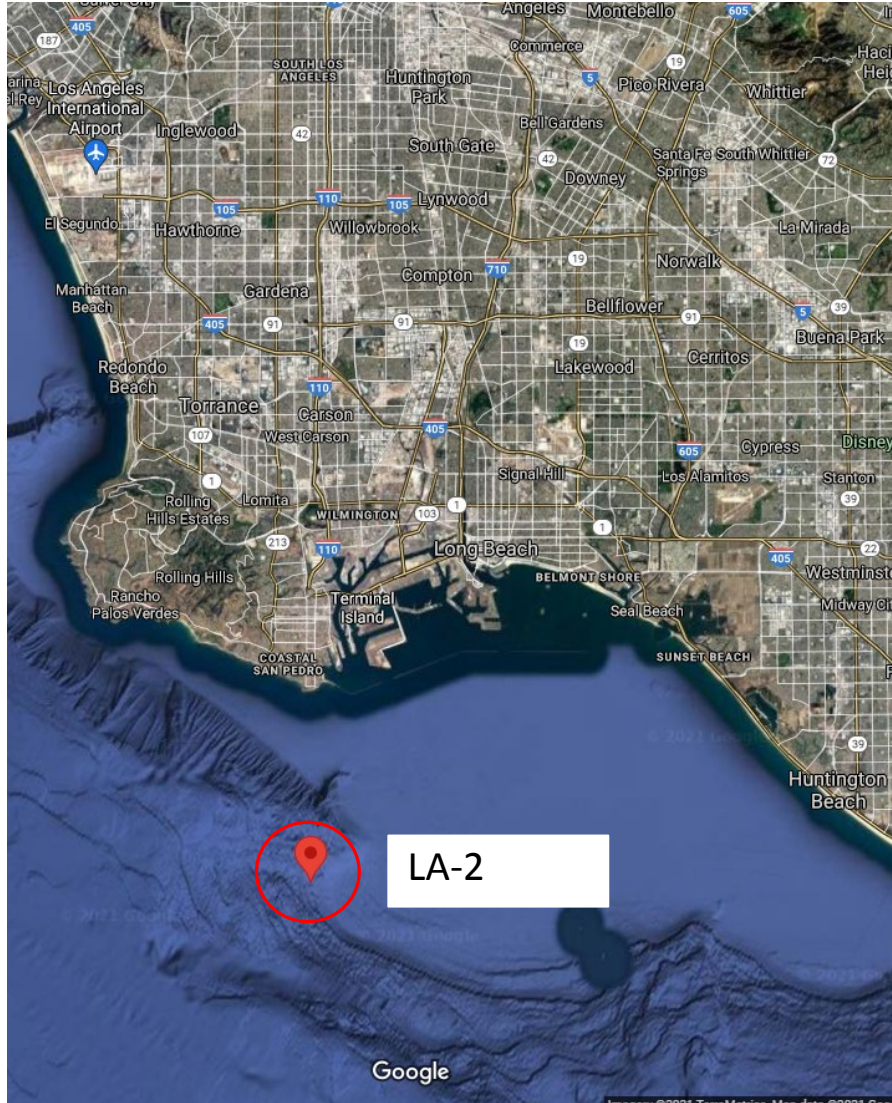 Angeles
Montebello
405
605
187
SOUTH LOS
ANGELES
Commerce
19
5
Huntington
Park
Pico Rivera
Whittier
Los Angeles
International
Airport
Inglewood
42
Bell Gardens
South Gate
42
Santa Fe
Springs
South Whittier
72
Downey
El Segundo
105
110
105
Lynwood
Hawthorne
Willowbrook
La Mirada
19
Norwalk
Compton
710
Manhattan
Beach
Gardena
Bellflower
39
405
91
91
91
5
19
Buena Park
Redondo
Beach
Lakewood
Cerritos
110
Torrance
Carson
West Carson
405
107
605
Cypress
Signal Hill
Los Alamitos
Stanton
1
Rolling
Hills Estates
Lomita
WILMINGTON
103
1
1
39
213
110
Long Beach
22
405
Rolling Hills
BELMONT SHORE
Rancho
Palos Verdes
Terminal
Island
Seal Beach
COASTAL
SAN PEDRO
SUNSET BEACH
39
Huntington
Beach
LA-2
Google